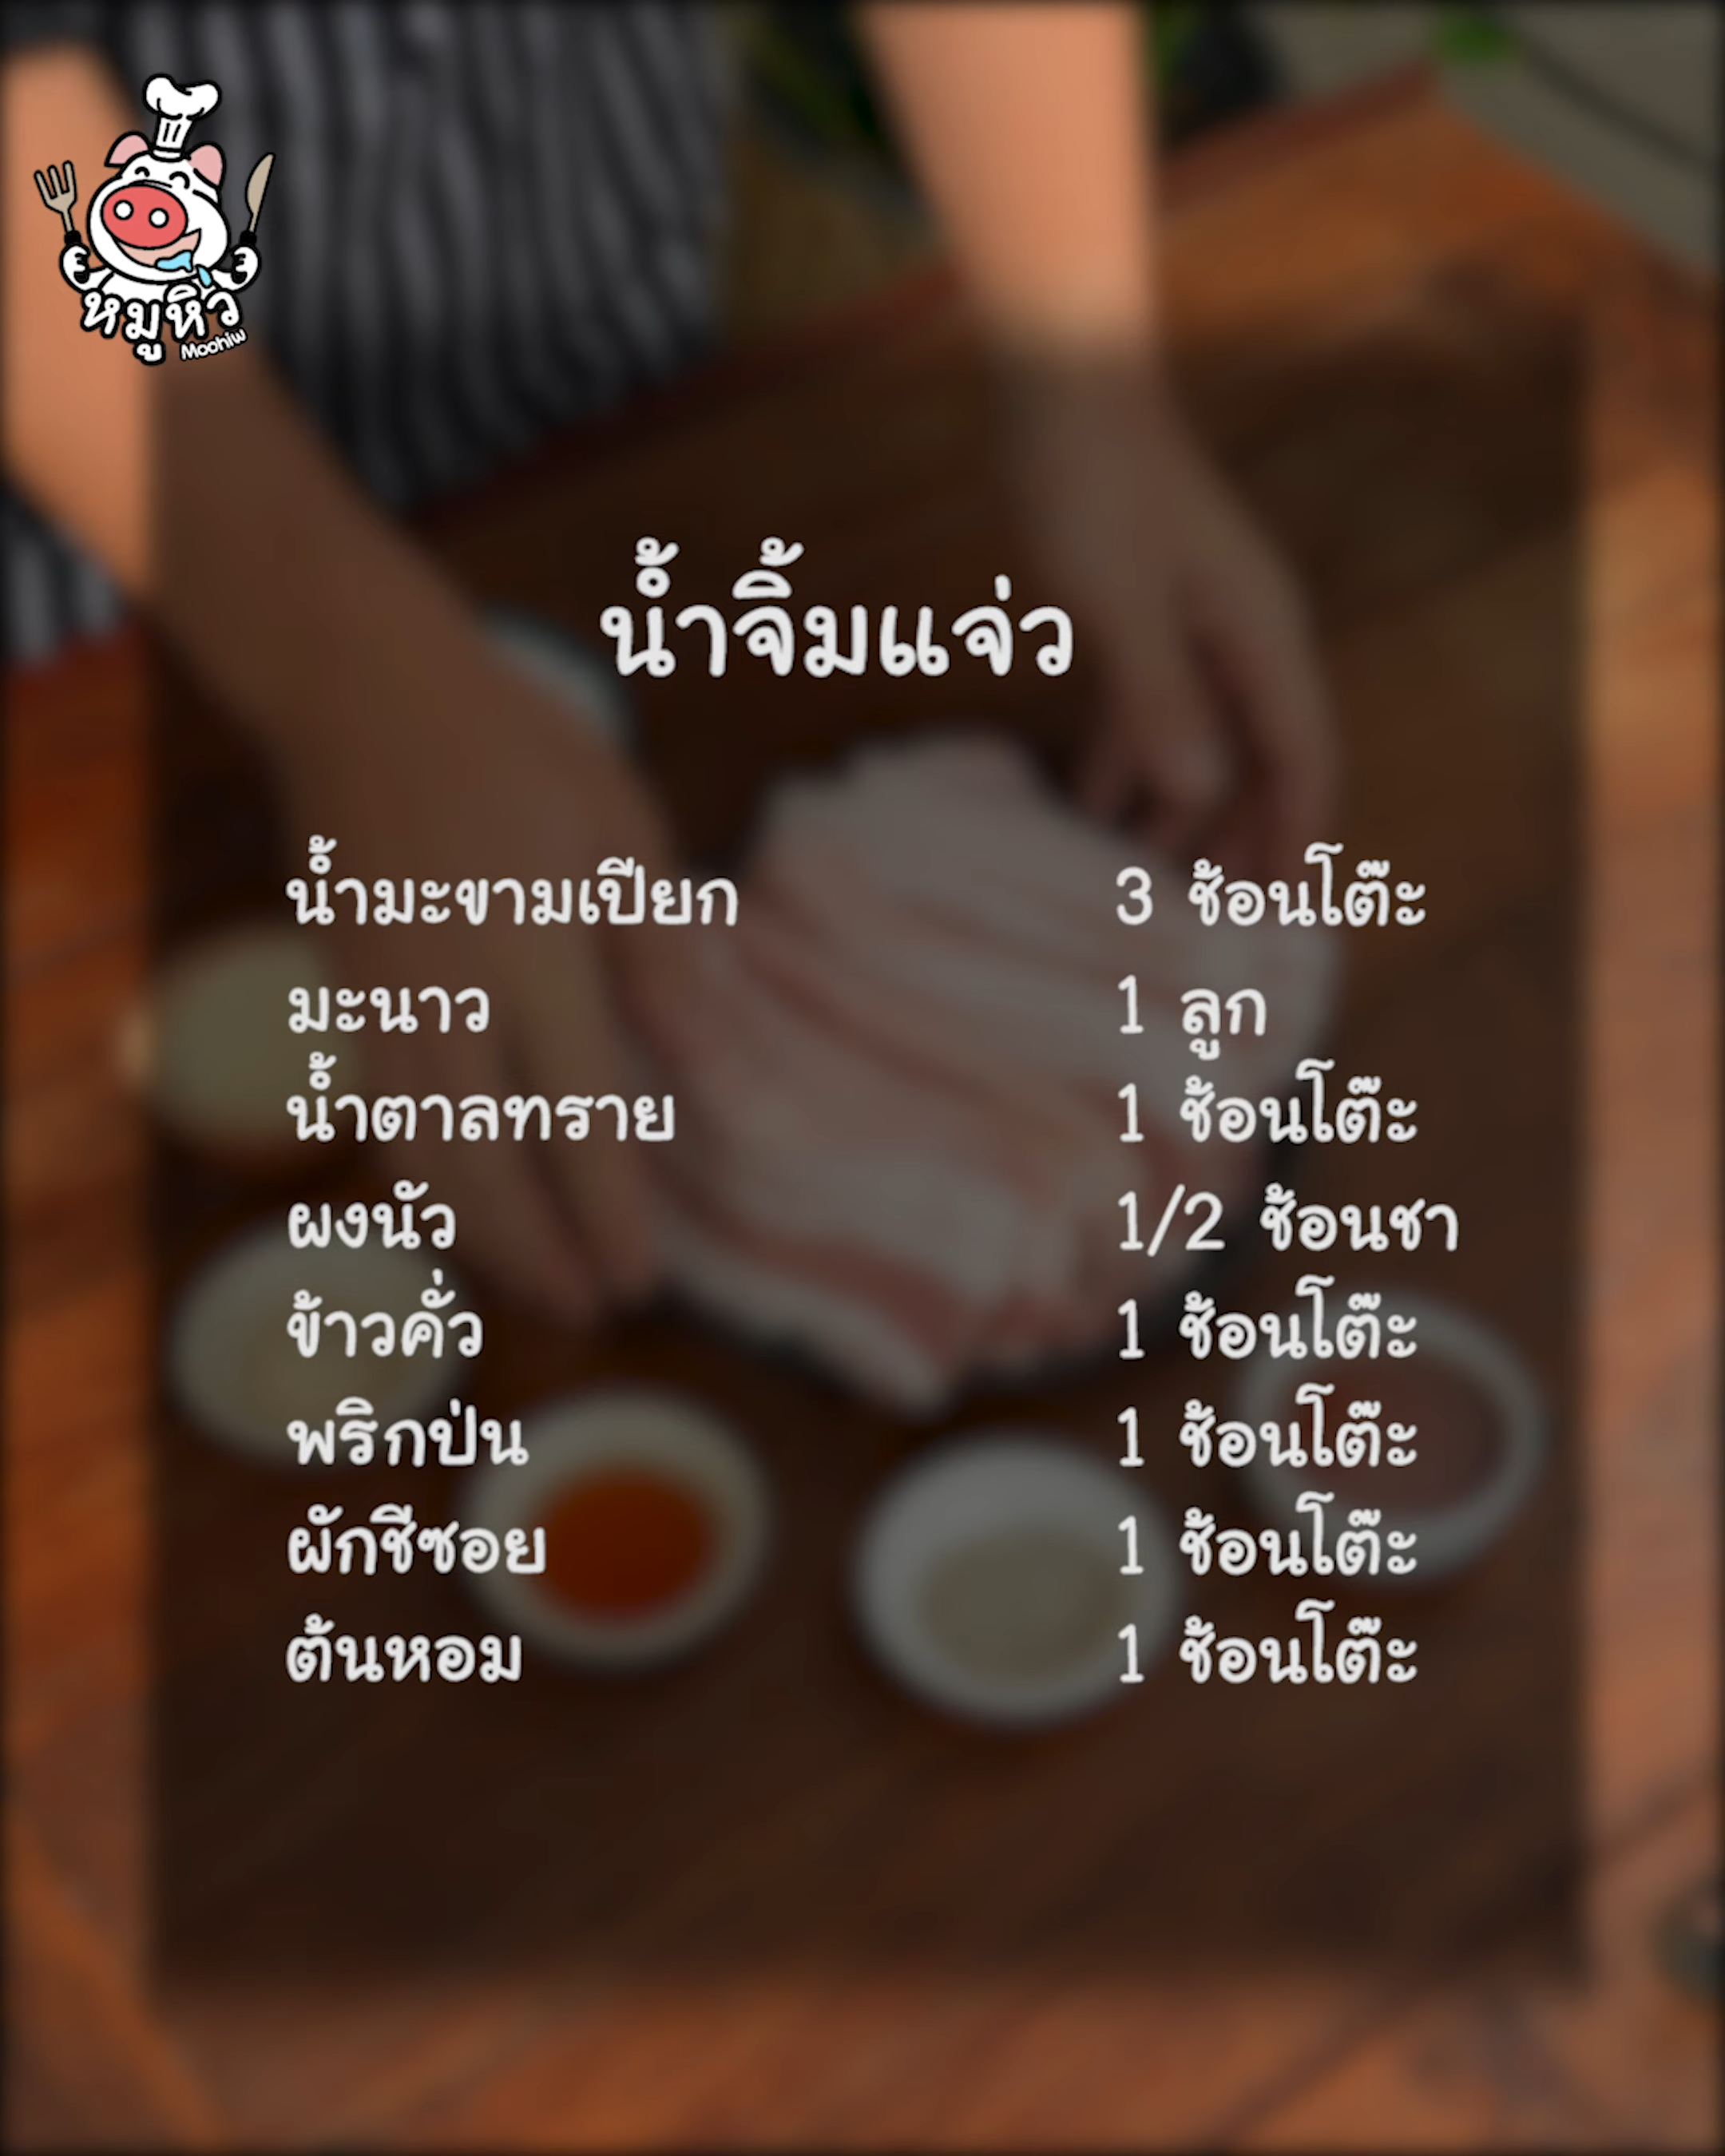 หมูหิว
Moohiw
น้ำจิ้มแจ่ว
น้ำมะขามเปียก 3 ช้อนโต๊ะ
มะนาว 1 ลูก
น้ำตาลทราย 1 ช้อนโต๊ะ
ผงนัว 1/2 ช้อนชา
ข้าวคั่ว 1 ช้อนโต๊ะ
พริกป่น 1 ช้อนโต๊ะ
ผักชีซอย 1 ช้อนโต๊ะ
ต้นหอม 1 ช้อนโต๊ะ